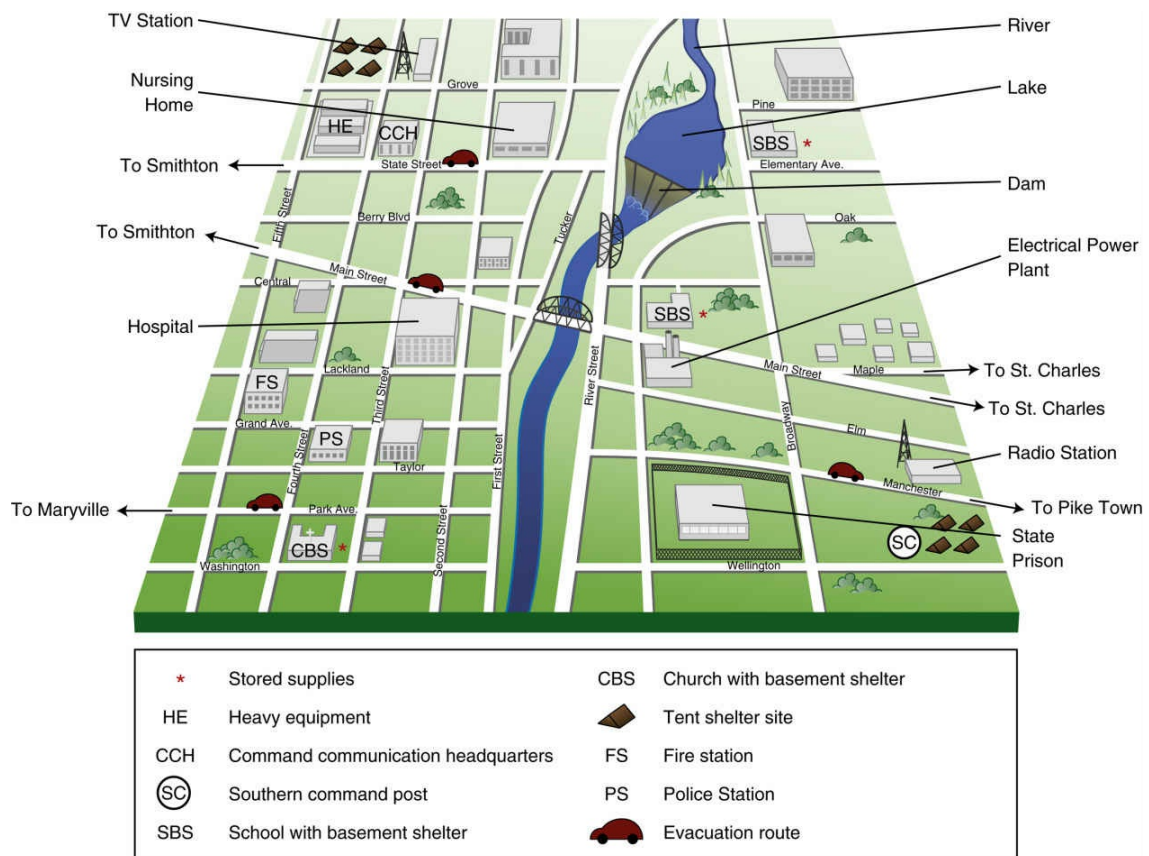 TV Station
River
Nursing
Home
Grove
Lake
Pine
HE
CCH
SBS *
To Smithton
State Street
Elementary Ave.
Dam
Fifth Street
Berry Blvd
Tucker
Oak
To Smithton
Main Street
Electrical Power
Plant
Central
Hospital
SBS *
Lackland
Main Street
Maple
To St. Charles
FS
Third Street
River Street
To St. Charles
Grand Ave.
PS
Broadway
Elm
Radio Station
Fourth Street
Taylor
First Street
Manchester
To Maryville
Park Ave.
To Pike Town
CBS *
Second Street
SC
State
Prison
Washington
Wellington
* Stored supplies
HE Heavy equipment
CCH Command communication headquarters
SC Southern command post
SBS School with basement shelter
CBS Church with basement shelter
Tent shelter site
FS Fire station
PS Police Station
Evacuation route